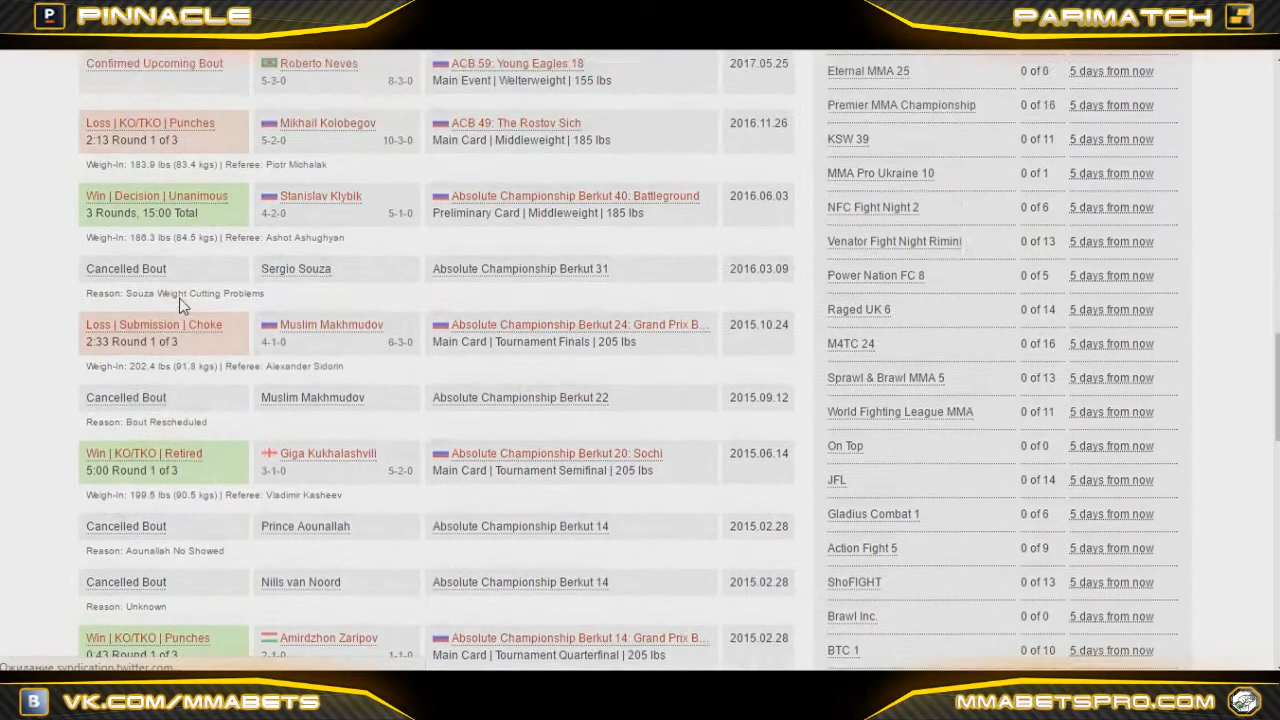 P PINNACLE
PARIMATCH
Confirmed Upcoming Bout
Roberto Neves
5-3-0 8-3-0
ACB 59: Young Eagles 18
Main Event | Welterweight | 155 lbs
2017.05.25
Loss | KO/TKO | Punches
2:13 Round 1 of 3
Mikhail Kolobegov
5-2-0 10-3-0
ACB 49: The Rostov Sich
Main Card | Middleweight | 185 lbs
2016.11.26
Weigh-In: 183.9 lbs (83.4 kgs) | Referee: Piotr Michalak
Win | Decision | Unanimous
3 Rounds, 15:00 Total
Stanislav Klybik
4-2-0 5-1-0
Absolute Championship Berkut 40: Battleground
Preliminary Card | Middleweight | 185 lbs
2016.06.03
Weigh-In: 186.3 lbs (84.5 kgs) | Referee: Ashot Ashughyan
Cancelled Bout
Sergio Souza
Absolute Championship Berkut 31
2016.03.09
Reason: Souza Weight Cutting Problems
Loss | Submission | Choke
2:33 Round 1 of 3
Muslim Makhmudov
4-1-0 6-3-0
Absolute Championship Berkut 24: Grand Prix B...
Main Card | Tournament Finals | 205 lbs
2015.10.24
Weigh-In: 202.4 lbs (91.8 kgs) | Referee: Alexander Sidorin
Cancelled Bout
Muslim Makhmudov
Absolute Championship Berkut 22
2015.09.12
Reason: Bout Rescheduled
Win | KO/TKO | Retired
5:00 Round 1 of 3
Giga Kukhalashvili
3-1-0 5-2-0
Absolute Championship Berkut 20: Sochi
Main Card | Tournament Semifinal | 205 lbs
2015.06.14
Weigh-In: 199.5 lbs (90.5 kgs) | Referee: Vladimir Kasheev
Cancelled Bout
Prince Aounallah
Absolute Championship Berkut 14
2015.02.28
Reason: Aounallah No Showed
Cancelled Bout
Nills van Noord
Absolute Championship Berkut 14
2015.02.28
Reason: Unknown
Win | KO/TKO | Punches
0:43 Round 1 of 3
Amirdzhon Zaripov
2-1-0 1-1-0
Absolute Championship Berkut 14: Grand Prix B...
Main Card | Tournament Quarterfinal | 205 lbs
2015.02.28
Eternal MMA 25 0 of 0 5 days from now
Premier MMA Championship 0 of 16 5 days from now
KSW 39 0 of 11 5 days from now
MMA Pro Ukraine 10 0 of 1 5 days from now
NFC Fight Night 2 0 of 6 5 days from now
Venator Fight Night Rimini 0 of 13 5 days from now
Power Nation FC 8 0 of 5 5 days from now
Raged UK 6 0 of 14 5 days from now
M4TC 24 0 of 16 5 days from now
Sprawl & Brawl MMA 5 0 of 13 5 days from now
World Fighting League MMA 0 of 11 5 days from now
On Top 0 of 0 5 days from now
JFL 0 of 14 5 days from now
Gladius Combat 1 0 of 6 5 days from now
Action Fight 5 0 of 9 5 days from now
ShoFIGHT 0 of 13 5 days from now
Brawl Inc. 0 of 0 5 days from now
BTC 1 0 of 10 5 days from now
Ожидание syndication.twitter.com...
B VK.COM/MMABETS
MMABETSPRO.COM